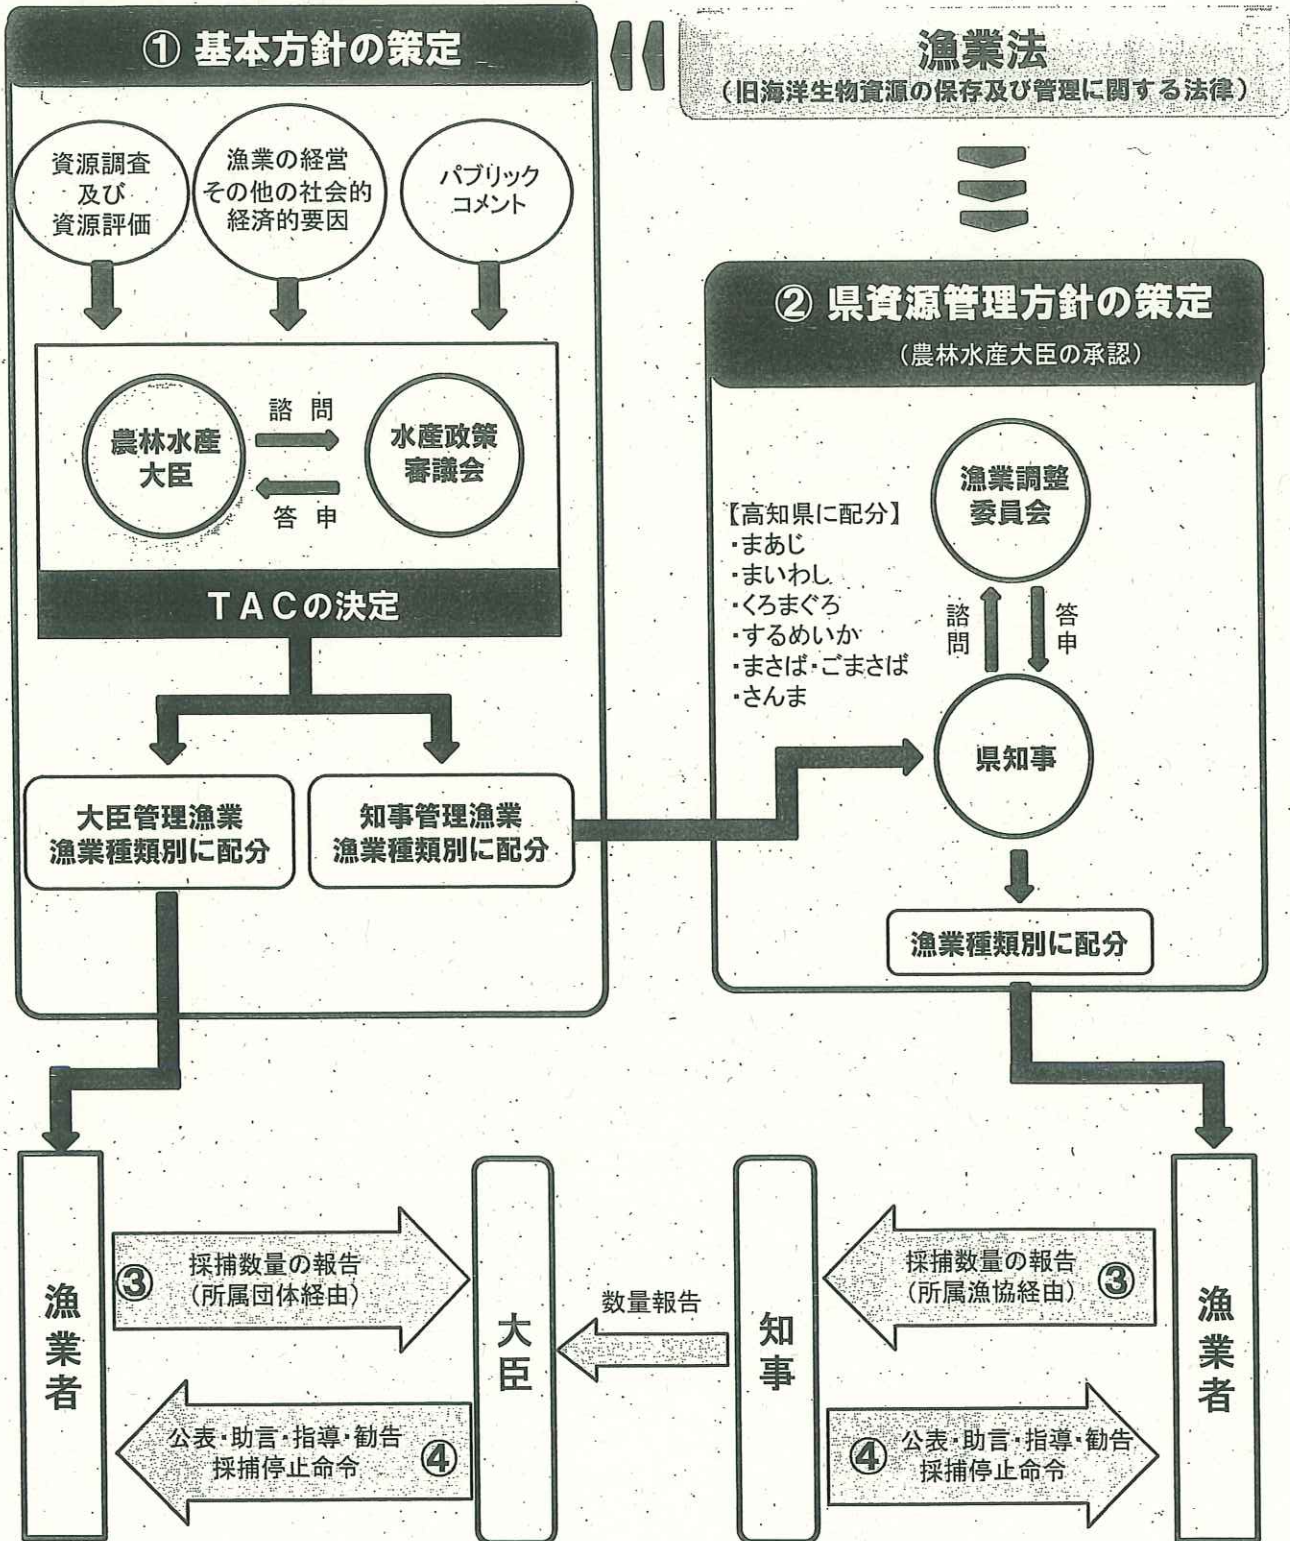 ① 基本方針の策定
資源調査
及び
資源評価
漁業の経営
その他の社会的
経済的要因
パブリック
コメント
農林水産
大臣
諮 問
答 申
水産政策
審議会
TACの決定
大臣管理漁業
漁業種類別に配分
知事管理漁業
漁業種類別に配分
漁業法
(旧海洋生物資源の保存及び管理に関する法律)
② 県資源管理方針の策定
(農林水産大臣の承認)
【高知県に配分】
・まあじ
・まいわし
・くろまぐろ
・するめいか
・まさば・ごまさば
・さんま
漁業調整
委員会
諮問
答申
県知事
漁業種類別に配分
漁業者
③ 採捕数量の報告
(所属団体経由)
公表・助言・指導・勧告
採捕停止命令 ④
大臣
数量報告
知事
採捕数量の報告
(所属漁協経由) ③
④ 公表・助言・指導・勧告
採捕停止命令
漁業者